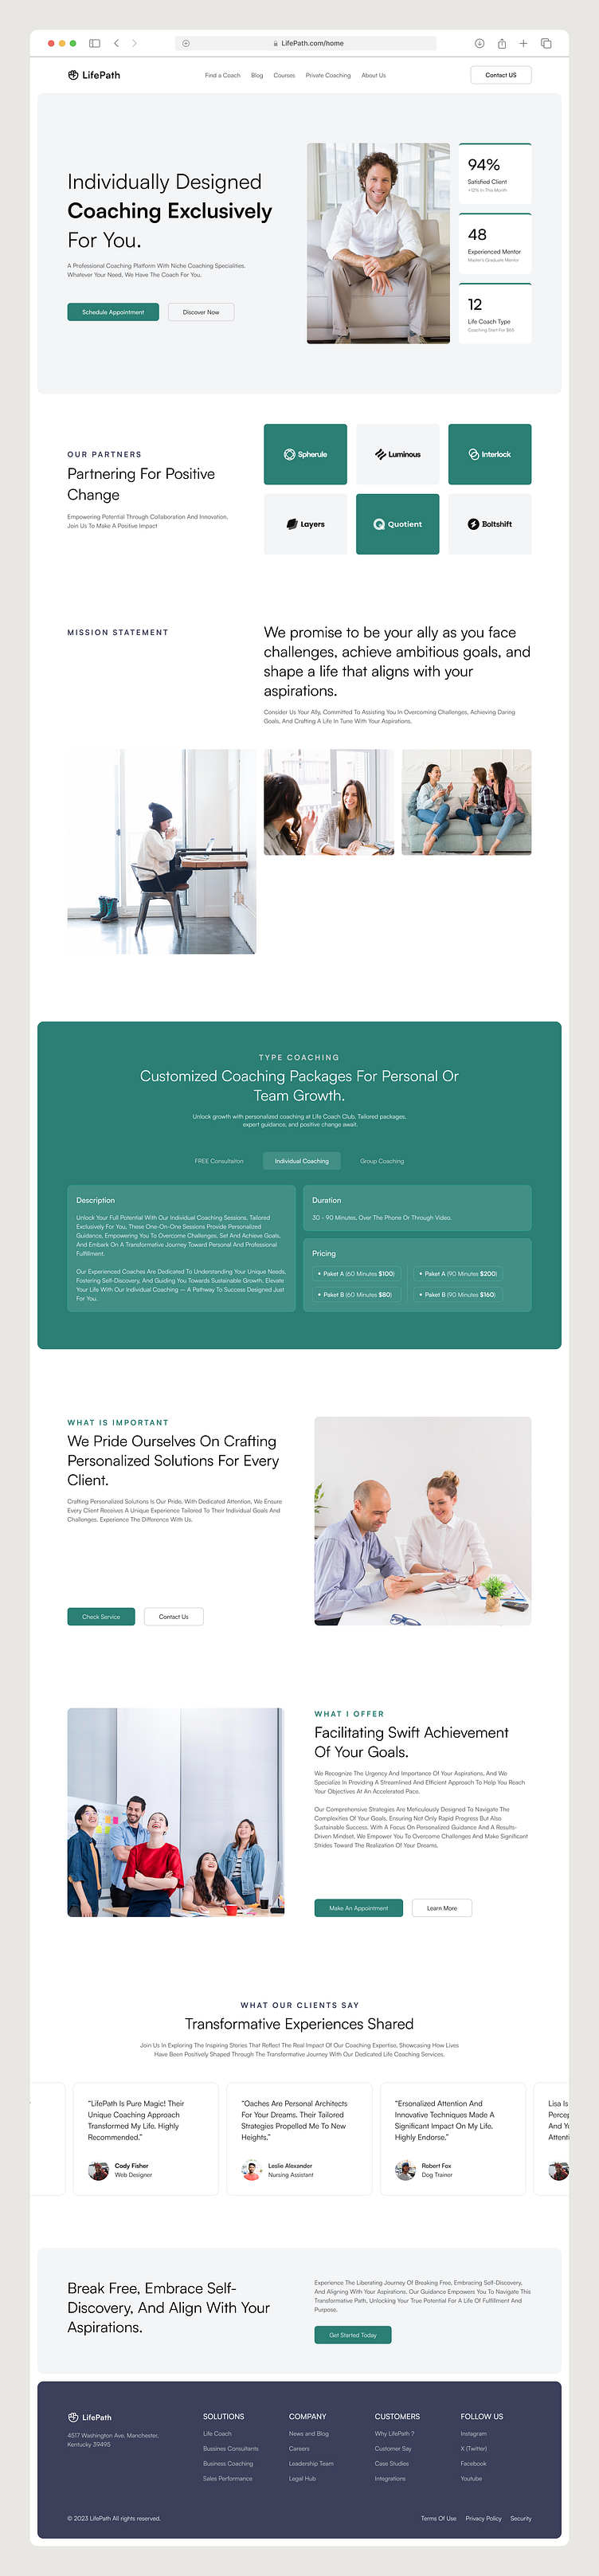 LifePath.com/home
LifePath
Find a Coach
Blog
Courses
Private Coaching
About Us
Contact US
Individually Designed
Coaching Exclusively
For You.
A Professional Coaching Platform With Niche Coaching Specialities.
Whatever Your Need, We Have The Coach For You.
Schedule Appointment
Discover Now
94%
Satisfied Client
+12% In This Month
48
Experienced Mentor
Master's Graduate Mentor
12
Life Coach Type
Coaching Start For $65
OUR PARTNERS
Partnering For Positive
Change
Empowering Potential Through Collaboration And Innovation,
Join Us To Make A Positive Impact
Spherule
Luminous
Interlock
Layers
Quotient
Boltshift
MISSION STATEMENT
We promise to be your ally as you face
challenges, achieve ambitious goals, and
shape a life that aligns with your
aspirations.
Consider Us Your Ally, Committed To Assisting You In Overcoming Challenges, Achieving Daring
Goals, And Crafting A Life In Tune With Your Aspirations.
TYPE COACHING
Customized Coaching Packages For Personal Or
Team Growth.
Unlock growth with personalized coaching at Life Coach Club. Tailored packages,
expert guidance, and positive change await.
FREE Consultaiton
Individual Coaching
Group Coaching
Description
Unlock Your Full Potential With Our Individual Coaching Sessions. Tailored
Exclusively For You, These One-On-One Sessions Provide Personalized
Guidance, Empowering You To Overcome Challenges, Set And Achieve Goals,
And Embark On A Transformative Journey Toward Personal And Professional
Fulfillment.
Our Experienced Coaches Are Dedicated To Understanding Your Unique Needs,
Fostering Self-Discovery, And Guiding You Towards Sustainable Growth. Elevate
Your Life With Our Individual Coaching — A Pathway To Success Designed Just
For You.
Duration
30 - 90 Minutes, Over The Phone Or Through Video.
Pricing
Paket A (60 Minutes $100)
Paket A (90 Minutes $200)
Paket B (60 Minutes $80)
Paket B (90 Minutes $160)
WHAT IS IMPORTANT
We Pride Ourselves On Crafting
Personalized Solutions For Every
Client.
Crafting Personalized Solutions Is Our Pride. With Dedicated Attention, We Ensure
Every Client Receives A Unique Experience Tailored To Their Individual Goals And
Challenges. Experience The Difference With Us.
Check Service
Contact Us
WHAT I OFFER
Facilitating Swift Achievement
Of Your Goals.
We Recognize The Urgency And Importance Of Your Aspirations, And We
Specialize In Providing A Streamlined And Efficient Approach To Help You Reach
Your Objectives At An Accelerated Pace.
Our Comprehensive Strategies Are Meticulously Designed To Navigate The
Complexities Of Your Goals, Ensuring Not Only Rapid Progress But Also
Sustainable Success. With A Focus On Personalized Guidance And A Results-
Driven Mindset, We Empower You To Overcome Challenges And Make Significant
Strides Toward The Realization Of Your Dreams.
Make An Appointment
Learn More
WHAT OUR CLIENTS SAY
Transformative Experiences Shared
Join Us In Exploring The Inspiring Stories That Reflect The Real Impact Of Our Coaching Expertise, Showcasing How Lives
Have Been Positively Shaped Through The Transformative Journey With Our Dedicated Life Coaching Services.
"LifePath Is Pure Magic! Their
Unique Coaching Approach
Transformed My Life. Highly
Recommended."
Cody Fisher
Web Designer
"Oaches Are Personal Architects
For Your Dreams. Their Tailored
Strategies Propelled Me To New
Heights."
Leslie Alexander
Nursing Assistant
"Ersonalized Attention And
Innovative Techniques Made A
Significant Impact On My Life.
Highly Endorse."
Robert Fox
Dog Trainer
Lisa Is
Percep
And Yo
Attenti
Break Free, Embrace Self-
Discovery, And Align With Your
Aspirations.
Experience The Liberating Journey Of Breaking Free, Embracing Self-Discovery,
And Aligning With Your Aspirations. Our Guidance Empowers You To Navigate This
Transformative Path, Unlocking Your True Potential For A Life Of Fulfillment And
Purpose.
Get Started Today
LifePath
4517 Washington Ave. Manchester,
Kentucky 39495
SOLUTIONS
Life Coach
Bussines Consultants
Business Coaching
Sales Performance
COMPANY
News and Blog
Careers
Leadership Team
Legal Hub
CUSTOMERS
Why LifePath ?
Customer Say
Case Studies
Integrations
FOLLOW US
Instagram
X (Twitter)
Facebook
Youtube
© 2023 LifePath All rights reserved.
Terms Of Use
Privacy Policy
Security